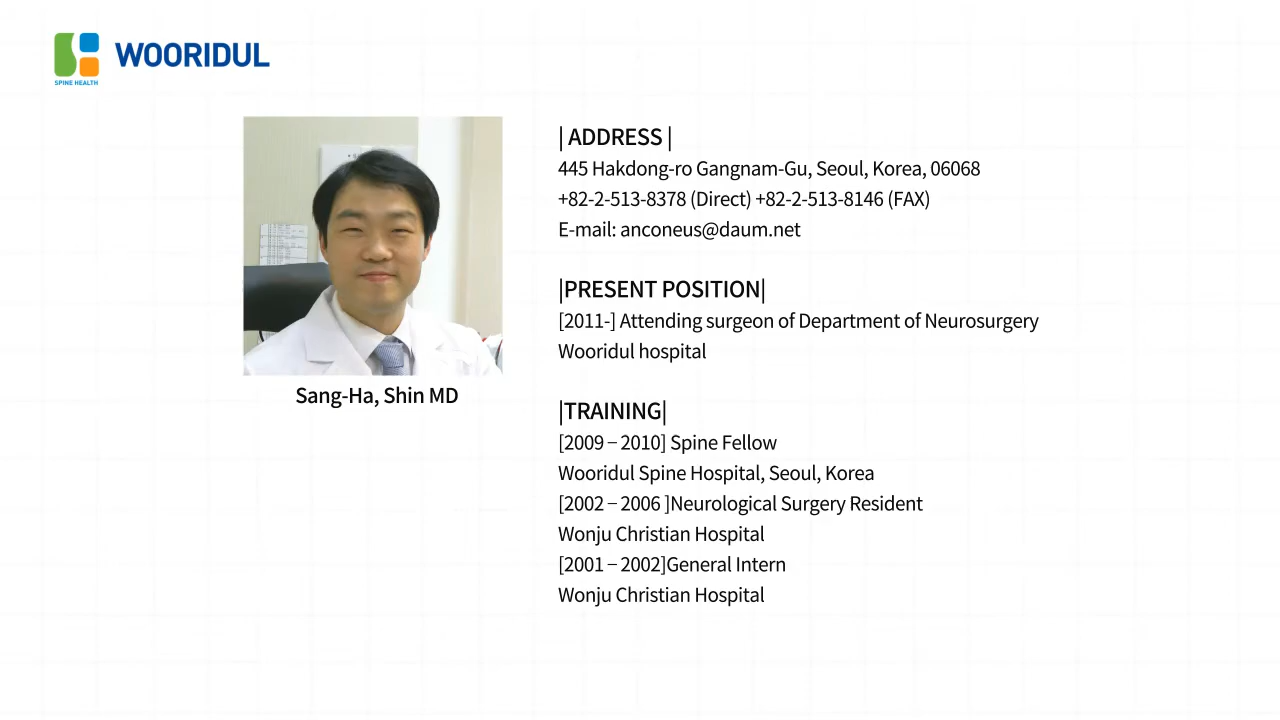 WOORIDUL
SPINE HEALTH
| ADDRESS |
445 Hakdong-ro Gangnam-Gu, Seoul, Korea, 06068
+82-2-513-8378 (Direct) +82-2-513-8146 (FAX)
E-mail: anconeus@daum.net
|PRESENT POSITION|
[2011-] Attending surgeon of Department of Neurosurgery
Wooridul hospital
|TRAINING|
[2009 – 2010] Spine Fellow
Wooridul Spine Hospital, Seoul, Korea
[2002 – 2006 ]Neurological Surgery Resident
Wonju Christian Hospital
[2001 – 2002]General Intern
Wonju Christian Hospital
Sang-Ha, Shin MD